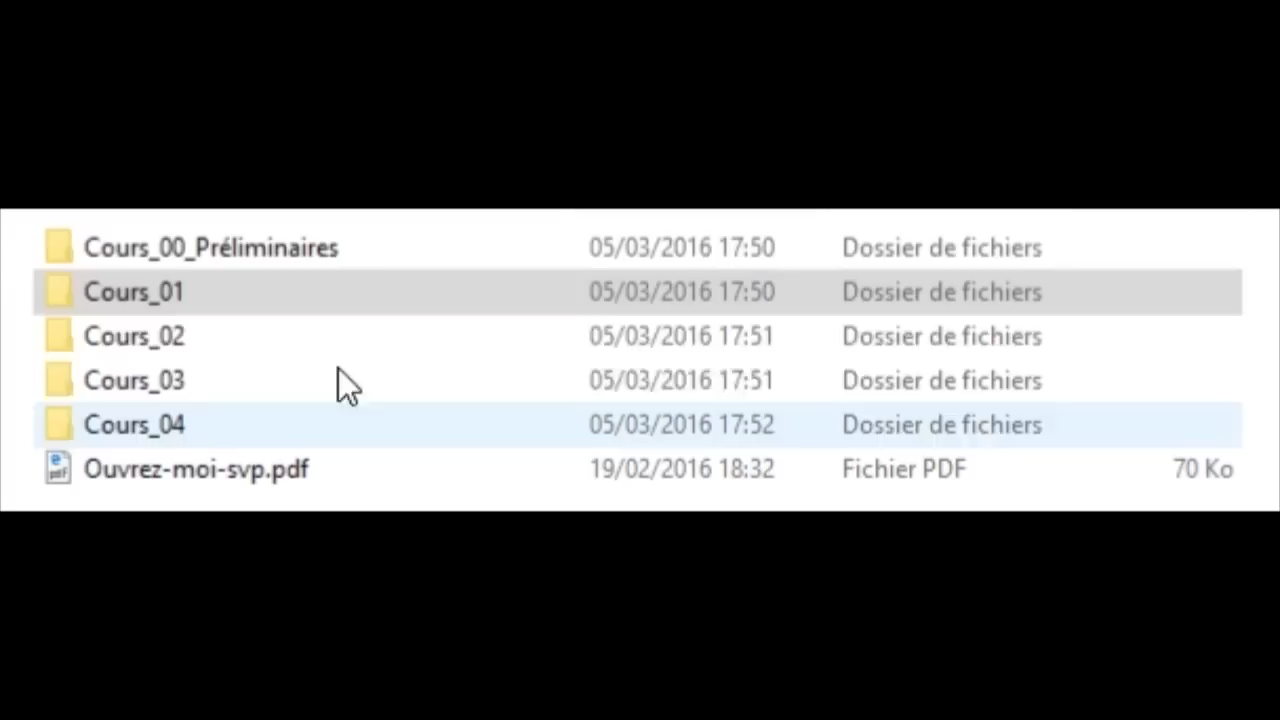 Cours_00_Préliminaires 05/03/2016 17:50 Dossier de fichiers
Cours_01 05/03/2016 17:50 Dossier de fichiers
Cours_02 05/03/2016 17:51 Dossier de fichiers
Cours_03 05/03/2016 17:51 Dossier de fichiers
Cours_04 05/03/2016 17:52 Dossier de fichiers
Ouvrez-moi-svp.pdf 19/02/2016 18:32 Fichier PDF 70 Ko